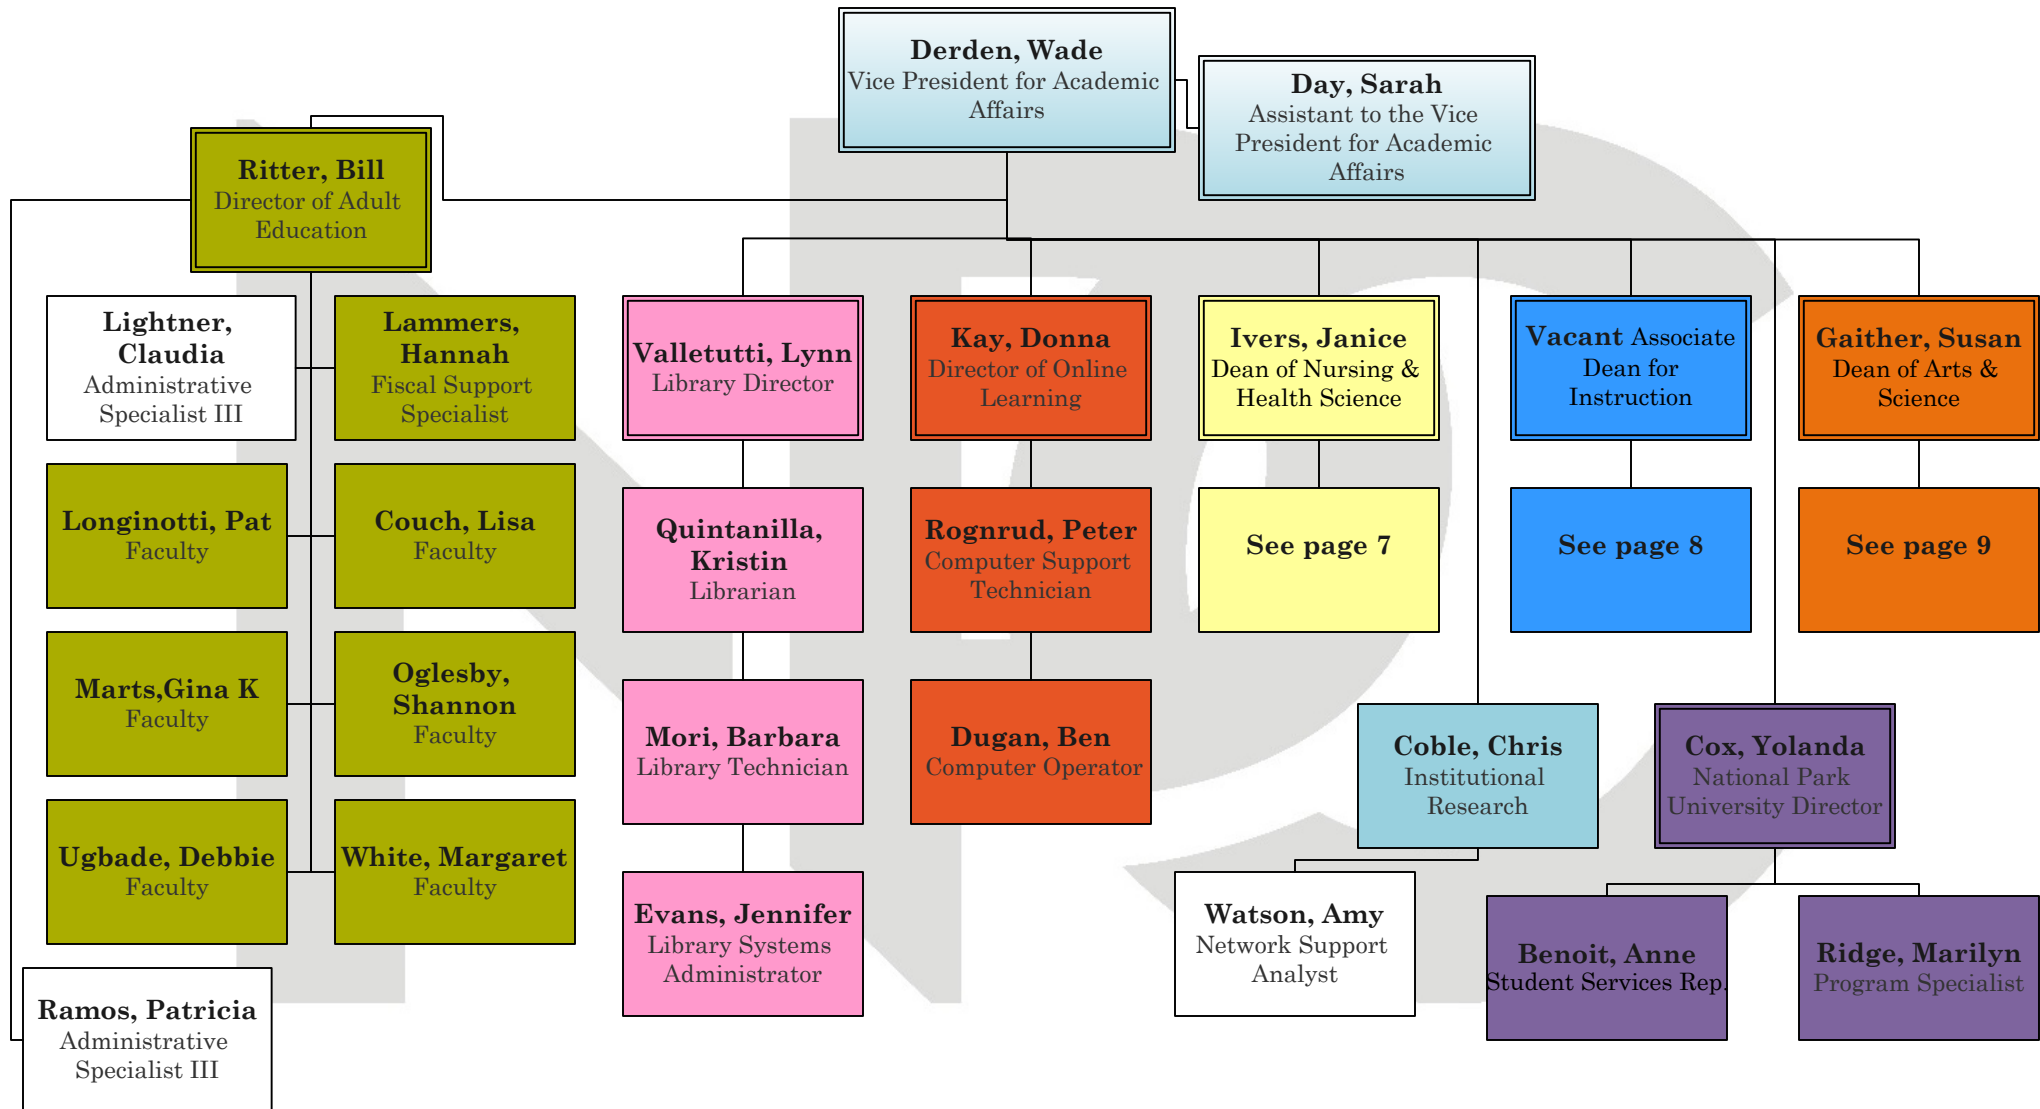 Derden, Wade
Vice President for Academic
Affairs
Day, Sarah
Assistant to the Vice
President for Academic
Affairs
Ritter, Bill
Director of Adult
Education
Lightner,
Claudia
Administrative
Specialist III
Lammers,
Hannah
Fiscal Support
Specialist
Longinotti, Pat
Faculty
Couch, Lisa
Faculty
Marts,Gina K
Faculty
Oglesby,
Shannon
Faculty
Ugbade, Debbie
Faculty
White, Margaret
Faculty
Ramos, Patricia
Administrative
Specialist III
Valletutti, Lynn
Library Director
Quintanilla,
Kristin
Librarian
Mori, Barbara
Library Technician
Evans, Jennifer
Library Systems
Administrator
Kay, Donna
Director of Online
Learning
Rognrud, Peter
Computer Support
Technician
Dugan, Ben
Computer Operator
Ivers, Janice
Dean of Nursing &
Health Science
See page 7
Vacant Associate
Dean for
Instruction
See page 8
Gaither, Susan
Dean of Arts &
Science
See page 9
Coble, Chris
Institutional
Research
Watson, Amy
Network Support
Analyst
Cox, Yolanda
National Park
University Director
Benoit, Anne
Student Services Rep.
Ridge, Marilyn
Program Specialist